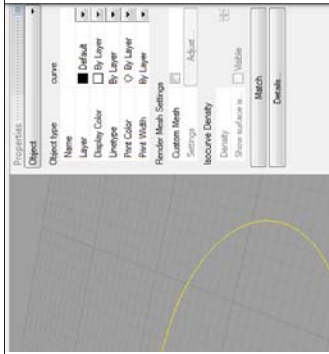 Properties
Object
Object type curve
Name
Layer Default
Display Color By Layer
Linetype By Layer
Print Color By Layer
Print Width By Layer
Render Mesh Settings
Custom Mesh
Settings Adjust...
Isocurve Density
Density
Show surface is... Visible
Match
Details...